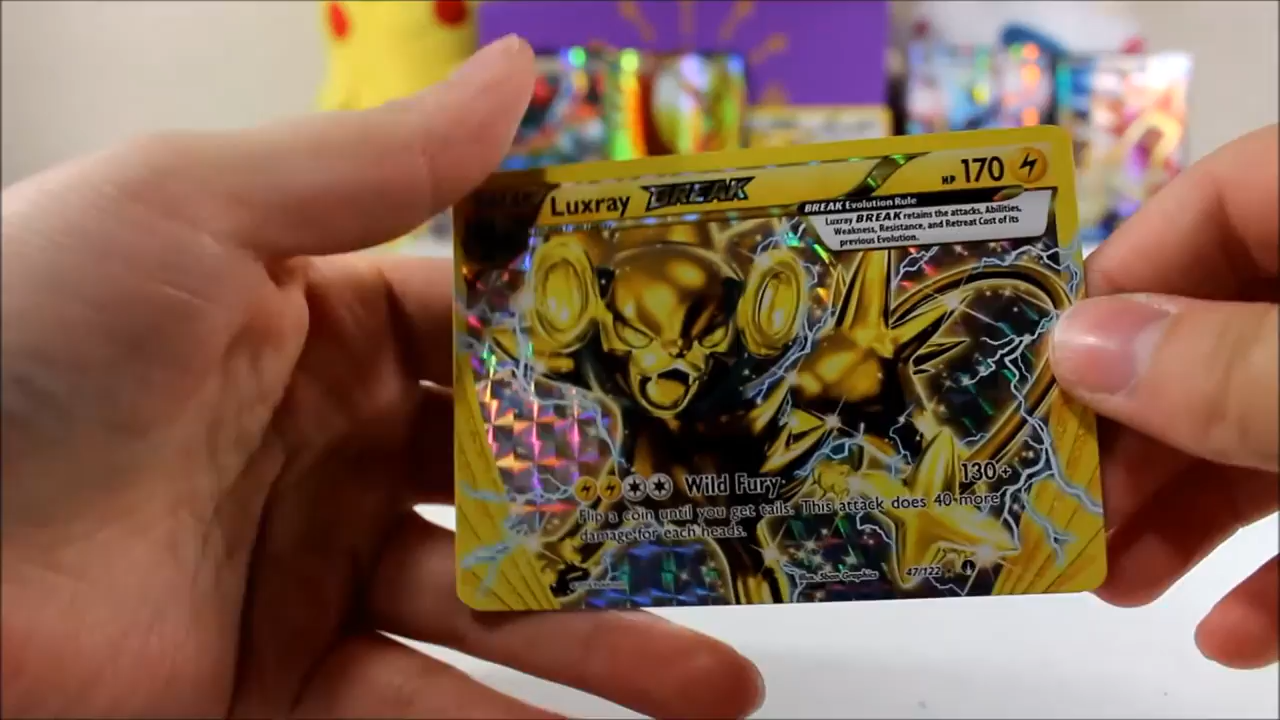 Luxray BREAK
HP 170
BREAK Evolution Rule
Luxray BREAK retains the attacks, Abilities,
Weakness, Resistance, and Retreat Cost of its
previous Evolution.
Wild Fury 130+
Flip a coin until you get tails. This attack does 40 more
damage for each heads.
Illus. 5ban Graphics 47/122